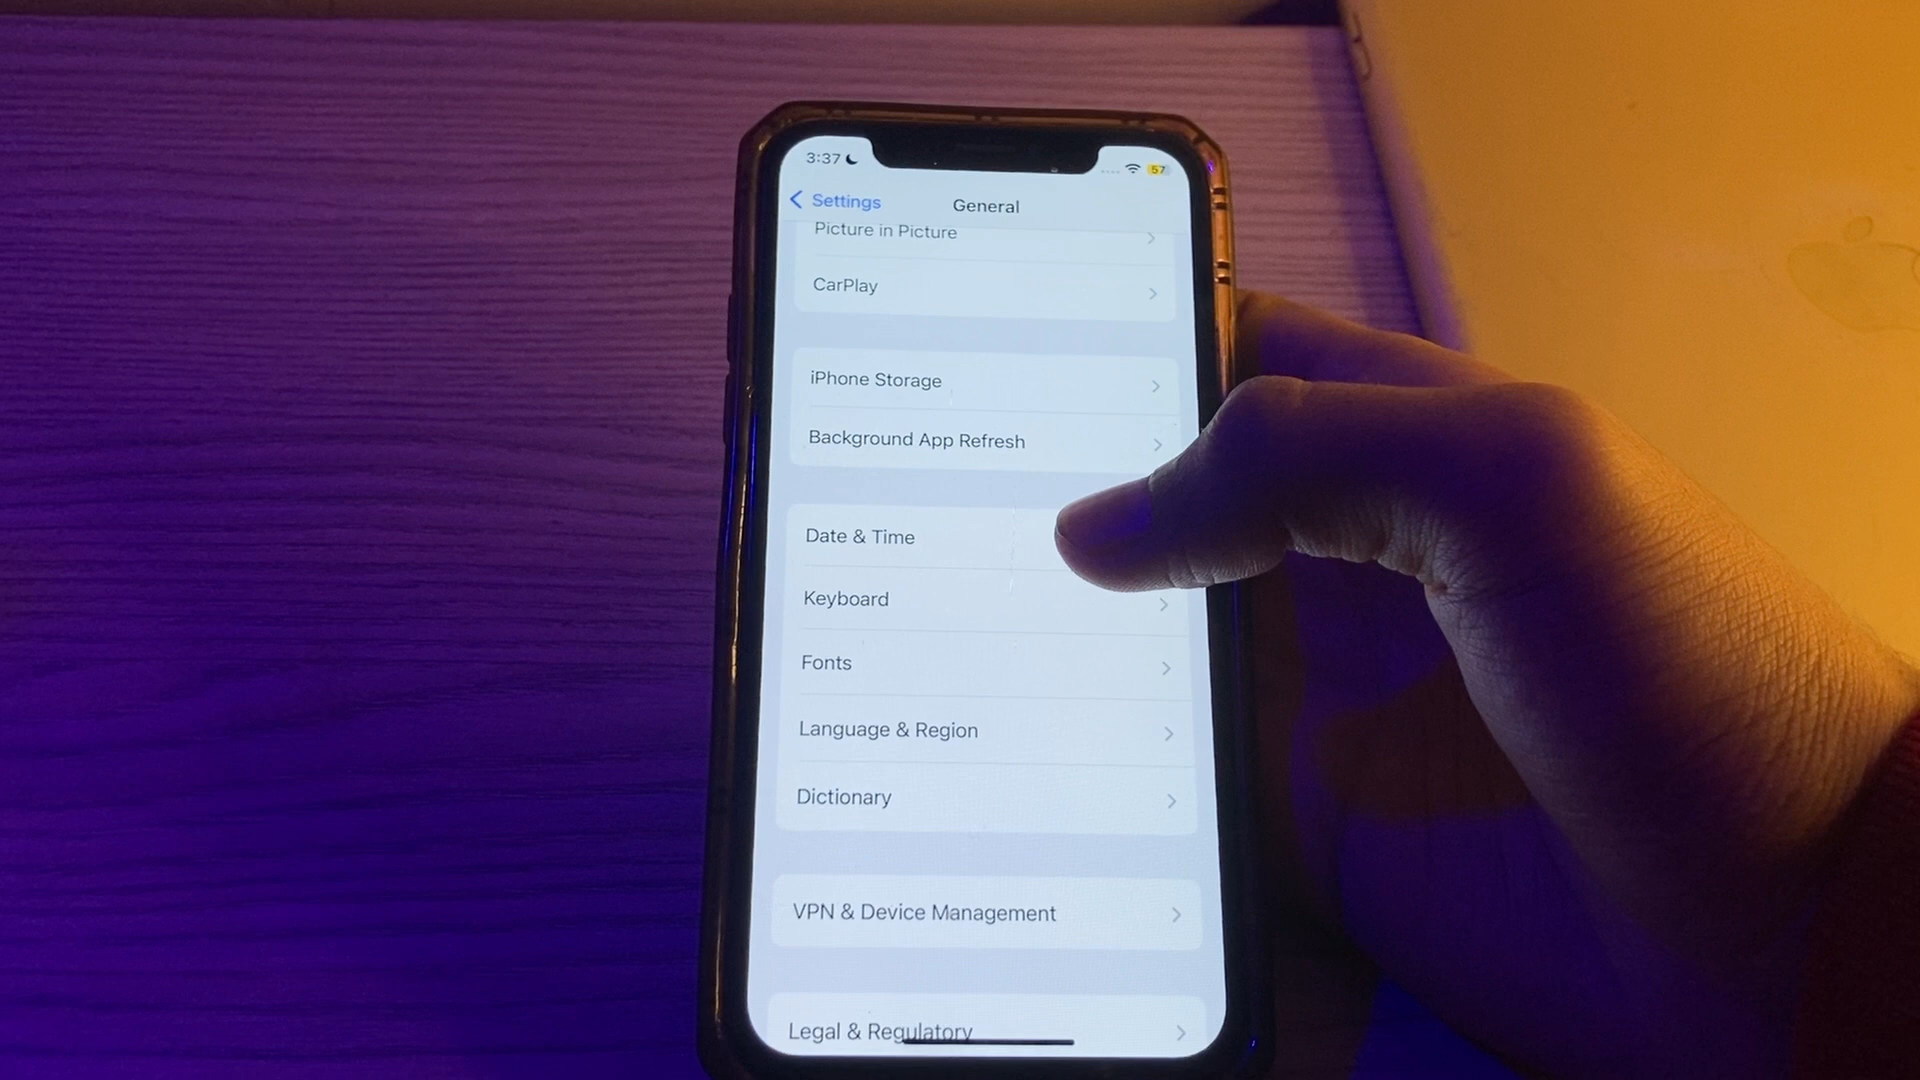 3:37
57
Settings
General
Picture in Picture
CarPlay
iPhone Storage
Background App Refresh
Date & Time
Keyboard
Fonts
Language & Region
Dictionary
VPN & Device Management
Legal & Regulatory